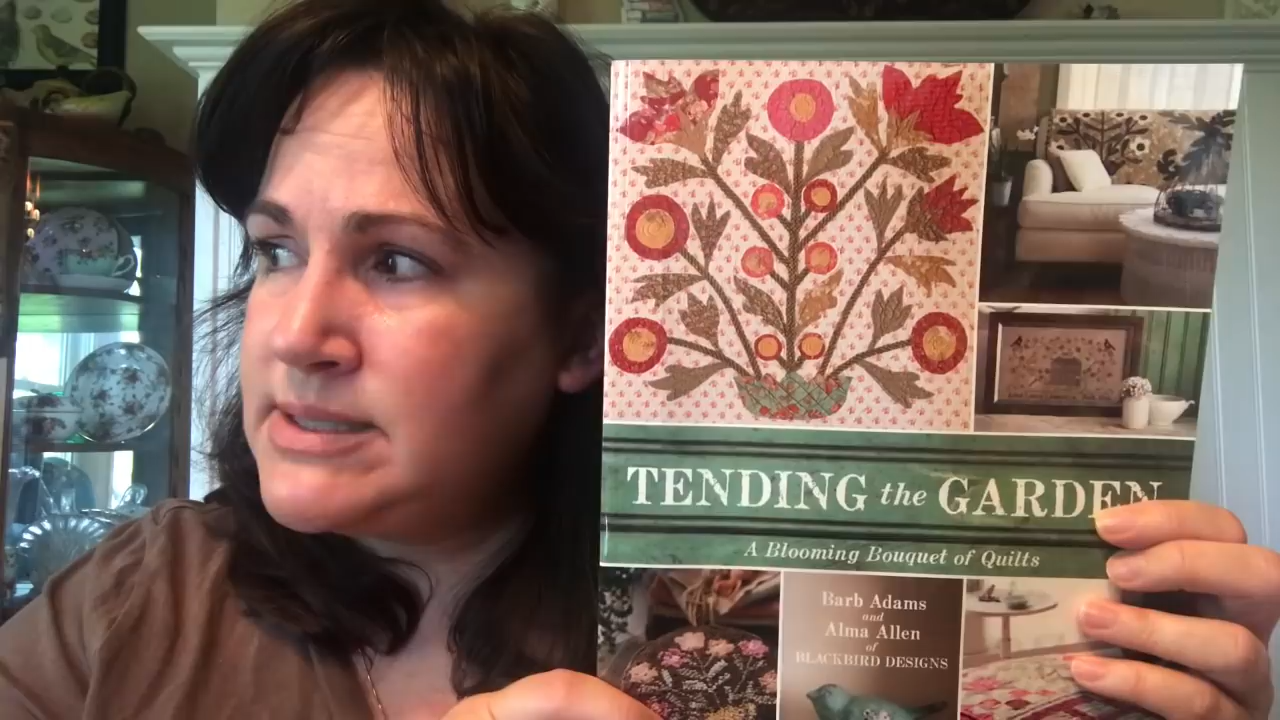 TENDING the GARDEN
A Blooming Bouquet of Quilts
Barb Adams
and
Alma Allen
of
BLACKBIRD DESIGNS